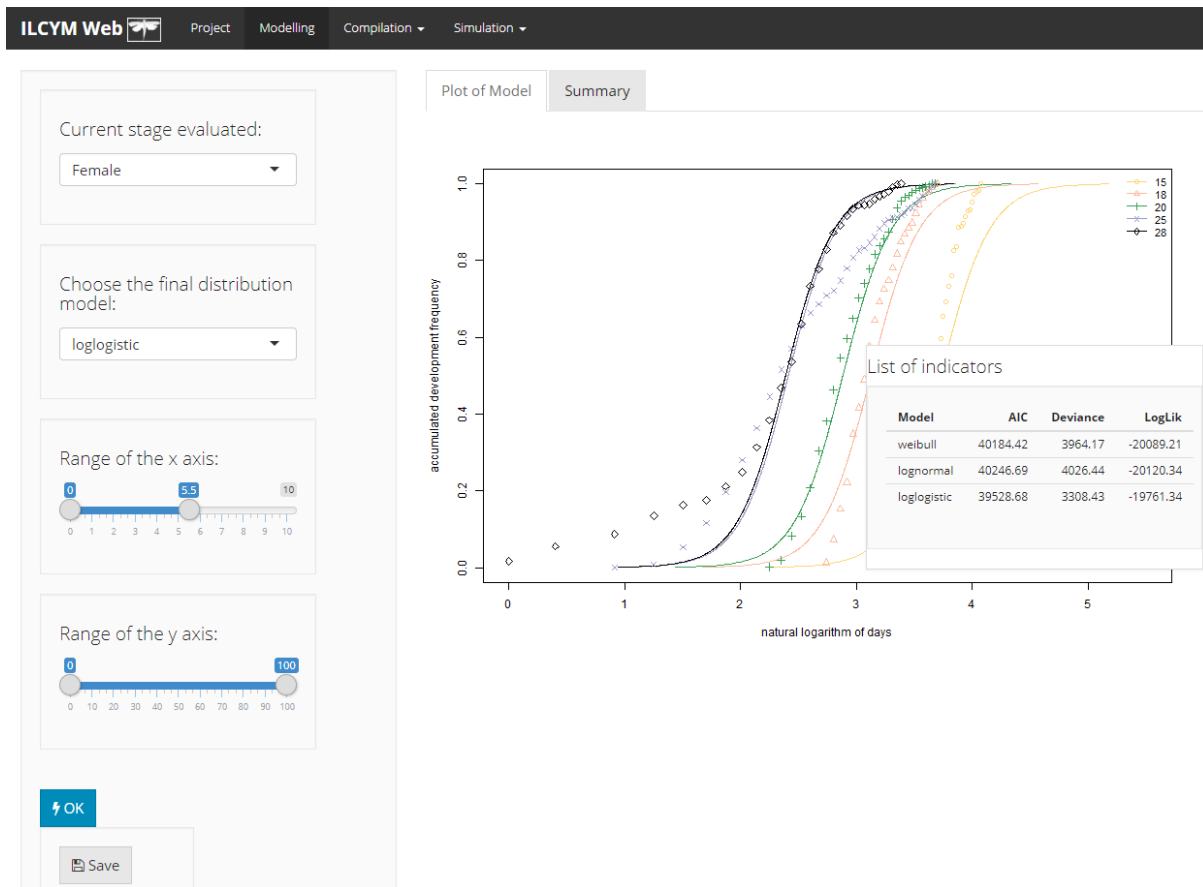 ILCYM Web Project Modelling Compilation Simulation
Plot of Model Summary
Current stage evaluated:
Female
Choose the final distribution
model:
loglogistic
Range of the x axis:
0 5.5 10
0 1 2 3 4 5 6 7 8 9 10
Range of the y axis:
0 100
0 10 20 30 40 50 60 70 80 90 100
OK
Save
accumulated development frequency
1.0
0.8
0.6
0.4
0.2
0.0
0 1 2 3 4 5
natural logarithm of days
15
18
20
25
28
List of indicators
Model AIC Deviance LogLik
weibull 40184.42 3964.17 -20089.21
lognormal 40246.69 4026.44 -20120.34
loglogistic 39528.68 3308.43 -19761.34